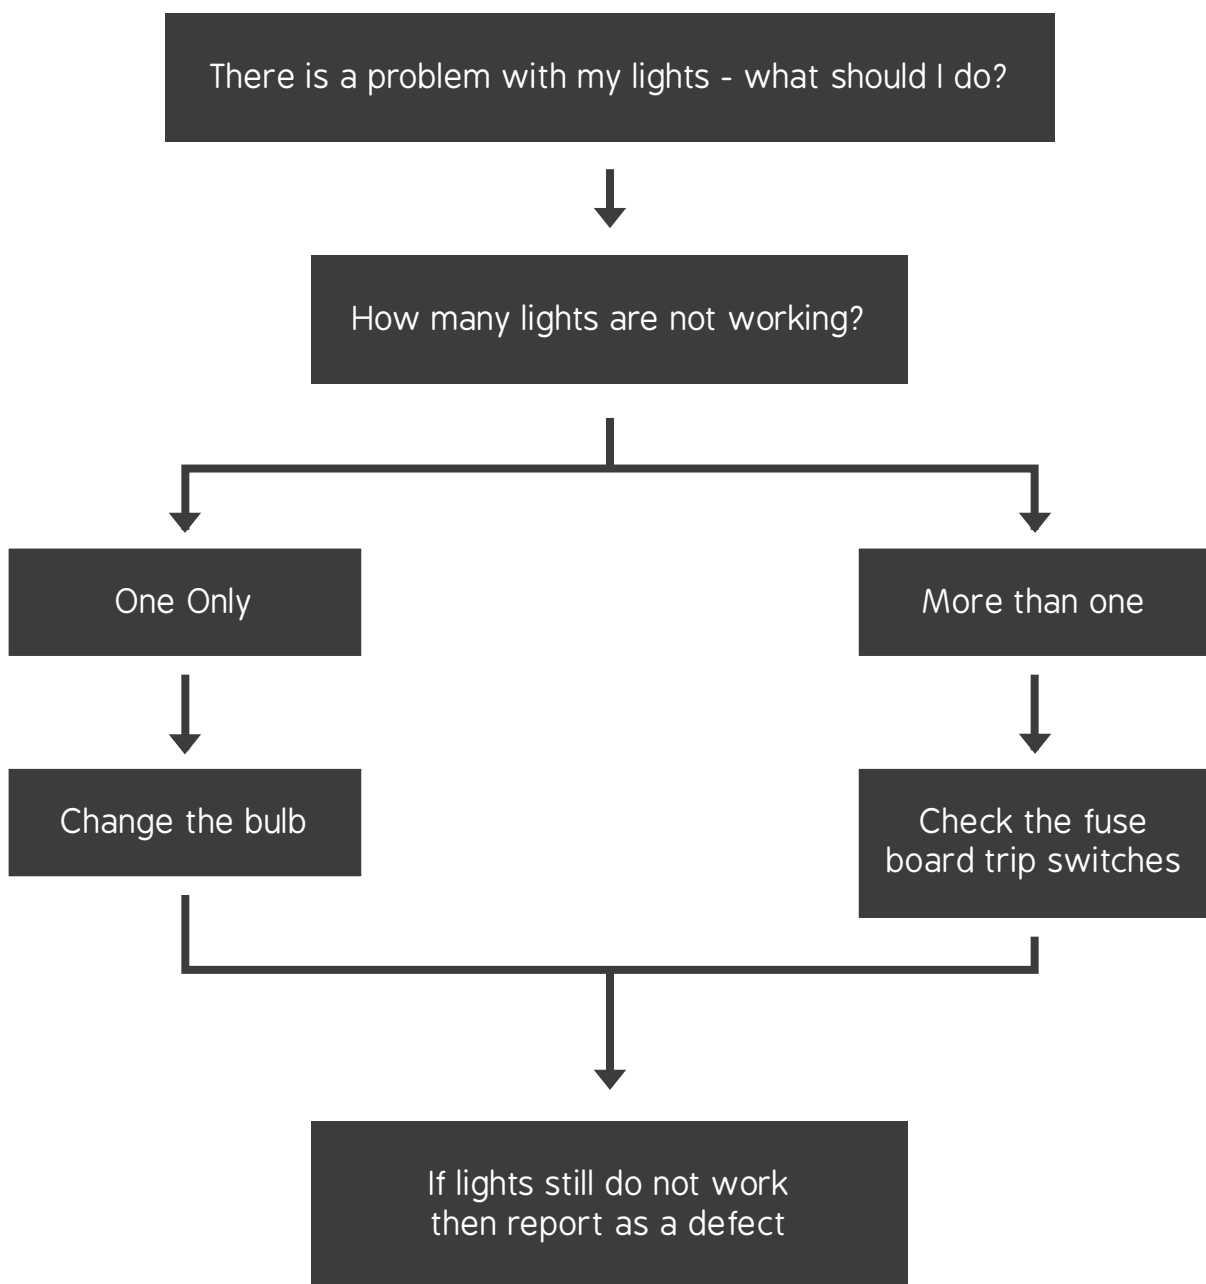 There is a problem with my lights - what should I do?
How many lights are not working?
One Only
More than one
Change the bulb
Check the fuse
board trip switches
If lights still do not work
then report as a defect